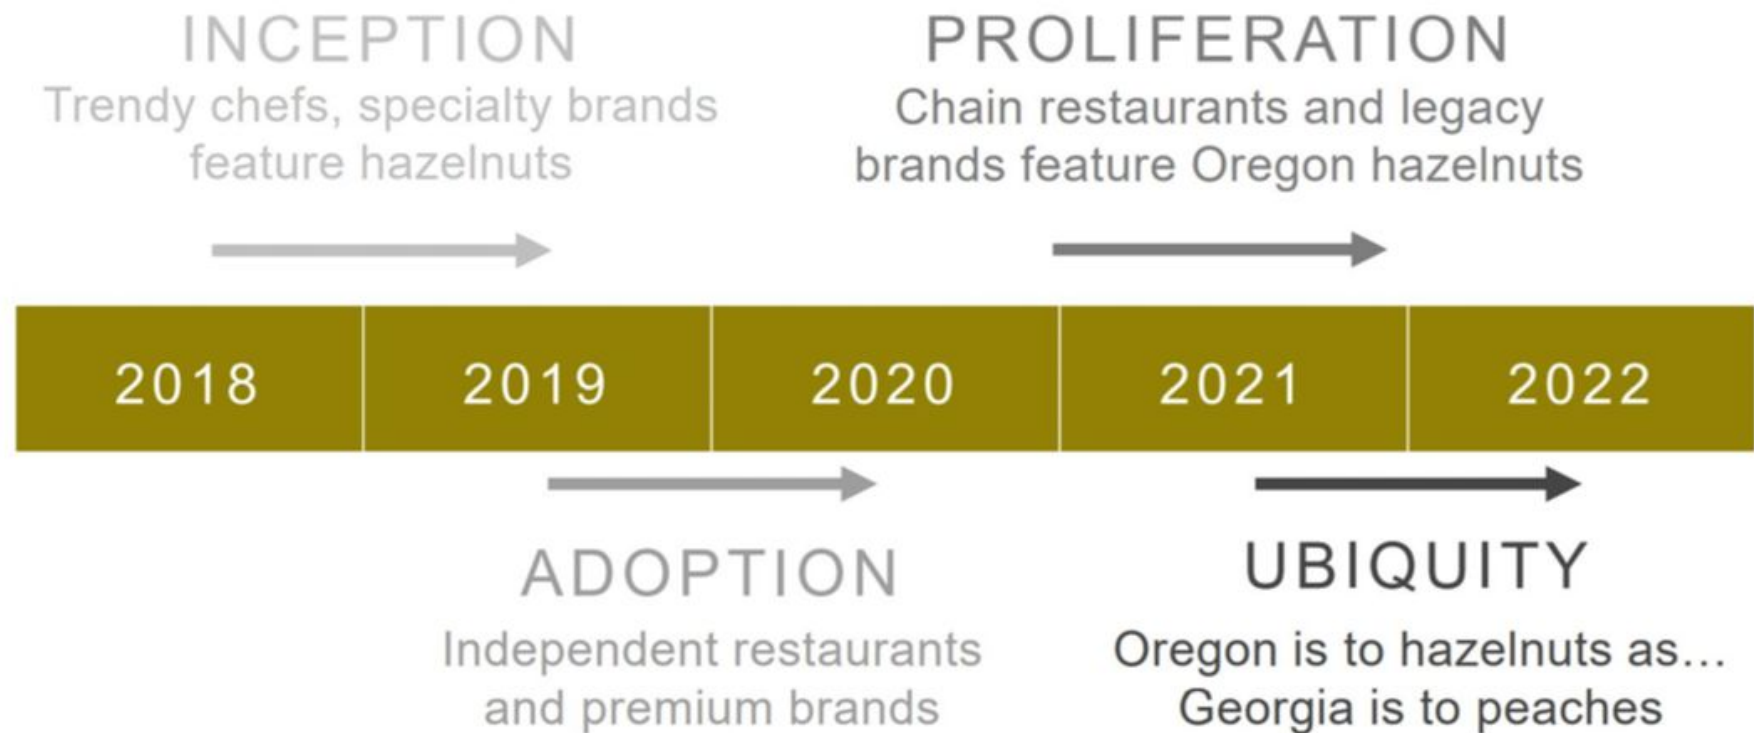 INCEPTION
Trendy chefs, specialty brands
feature hazelnuts
PROLIFERATION
Chain restaurants and legacy
brands feature Oregon hazelnuts
2018
2019
2020
2021
2022
ADOPTION
Independent restaurants
and premium brands
UBIQUITY
Oregon is to hazelnuts as…
Georgia is to peaches